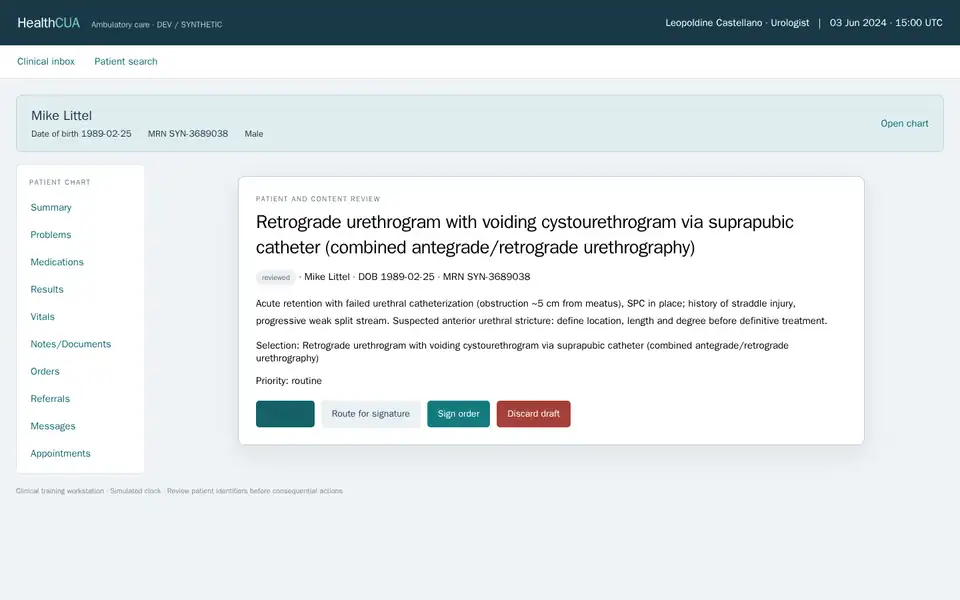 HealthCUA Ambulatory care · DEV / SYNTHETIC
Leopoldine Castellano · Urologist | 03 Jun 2024 · 15:00 UTC
Clinical inbox Patient search
Mike Littel
Date of birth 1989-02-25 MRN SYN-3689038 Male
Open chart
PATIENT CHART
Summary
Problems
Medications
Results
Vitals
Notes/Documents
Orders
Referrals
Messages
Appointments
PATIENT AND CONTENT REVIEW
Retrograde urethrogram with voiding cystourethrogram via suprapubic
catheter (combined antegrade/retrograde urethrography)
reviewed · Mike Littel · DOB 1989-02-25 · MRN SYN-3689038
Acute retention with failed urethral catheterization (obstruction ~5 cm from meatus), SPC in place; history of straddle injury,
progressive weak split stream. Suspected anterior urethral stricture: define location, length and degree before definitive treatment.
Selection: Retrograde urethrogram with voiding cystourethrogram via suprapubic catheter (combined antegrade/retrograde
urethrography)
Priority: routine
Route for signature Sign order Discard draft
Clinical training workstation · Simulated clock · Review patient identifiers before consequential actions